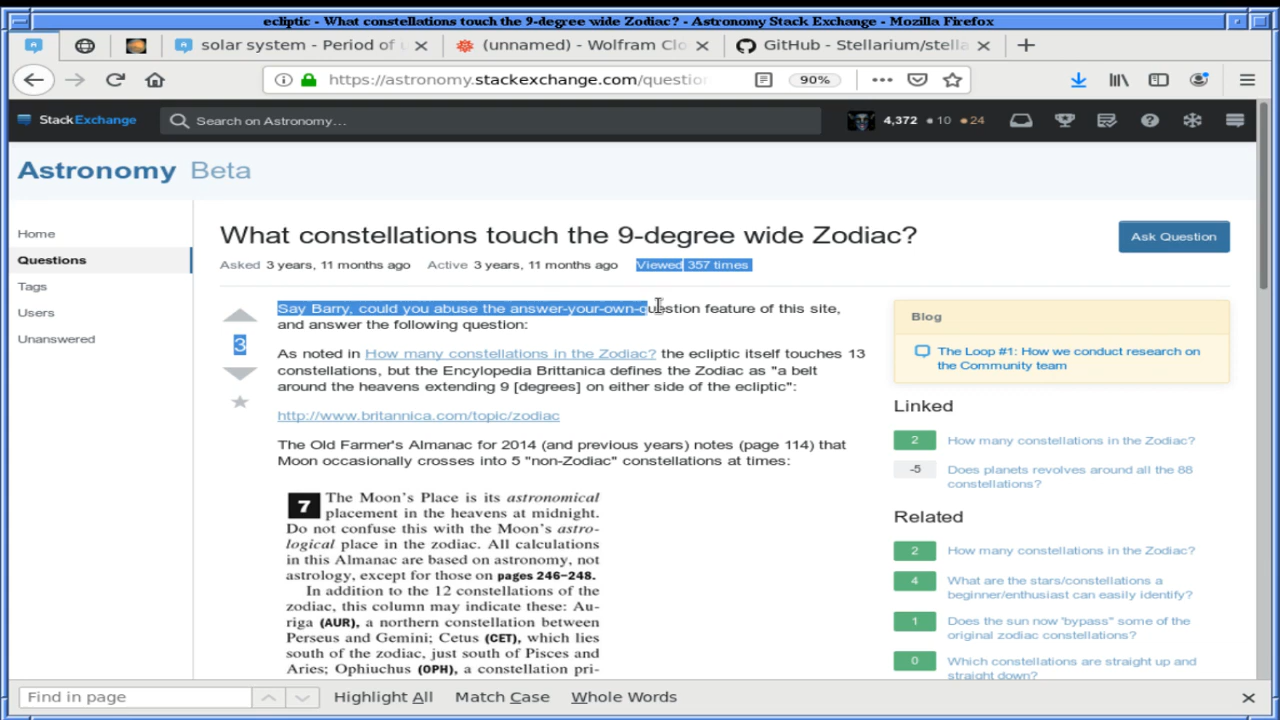 ecliptic - What constellations touch the 9-degree wide Zodiac? - Astronomy Stack Exchange - Mozilla Firefox
solar system - Period of
(unnamed) - Wolfram Clo
GitHub - Stellarium/stella
https://astronomy.stackexchange.com/questio
90%
StackExchange
Search on Astronomy…
4,372 10 24
Astronomy Beta
Home
Questions
Tags
Users
Unanswered
What constellations touch the 9-degree wide Zodiac?
Ask Question
Asked 3 years, 11 months ago Active 3 years, 11 months ago Viewed 357 times
3
Say Barry, could you abuse the answer-your-own-question feature of this site,
and answer the following question:
As noted in How many constellations in the Zodiac? the ecliptic itself touches 13
constellations, but the Encylopedia Brittanica defines the Zodiac as "a belt
around the heavens extending 9 [degrees] on either side of the ecliptic":
http://www.britannica.com/topic/zodiac
The Old Farmer's Almanac for 2014 (and previous years) notes (page 114) that
Moon occasionally crosses into 5 "non-Zodiac" constellations at times:
7 The Moon's Place is its astronomical
placement in the heavens at midnight.
Do not confuse this with the Moon's astro-
logical place in the zodiac. All calculations
in this Almanac are based on astronomy, not
astrology, except for those on pages 246–248.
In addition to the 12 constellations of the
zodiac, this column may indicate these: Au-
riga (AUR), a northern constellation between
Perseus and Gemini; Cetus (CET), which lies
south of the zodiac, just south of Pisces and
Aries; Ophiuchus (OPH), a constellation pri-
Blog
The Loop #1: How we conduct research on
the Community team
Linked
2 How many constellations in the Zodiac?
-5 Does planets revolves around all the 88
constellations?
Related
2 How many constellations in the Zodiac?
4 What are the stars/constellations a
beginner/enthusiast can easily identify?
1 Does the sun now 'bypass" some of the
original zodiac constellations?
0 Which constellations are straight up and
straight down?
Find in page
Highlight All
Match Case
Whole Words